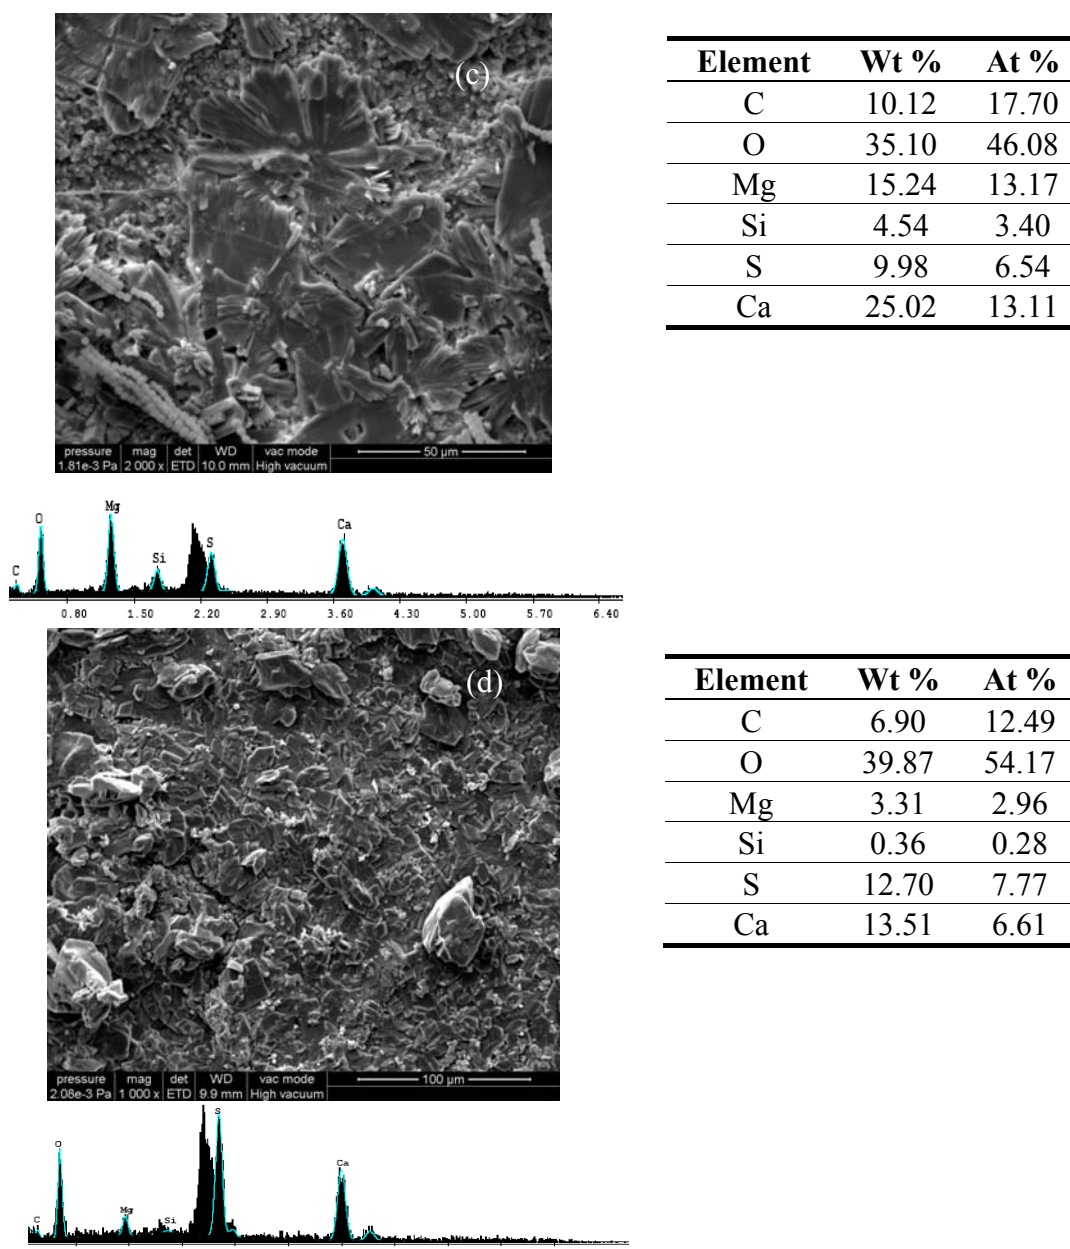 (c)
pressure mag det WD vac mode 50 µm
1.81e-3 Pa 2 000 x ETD 10.0 mm High vacuum
Element Wt % At %
C 10.12 17.70
O 35.10 46.08
Mg 15.24 13.17
Si 4.54 3.40
S 9.98 6.54
Ca 25.02 13.11
C O Mg Si S Ca
0.80 1.50 2.20 2.90 3.60 4.30 5.00 5.70 6.40
(d)
pressure mag det WD vac mode 100 µm
2.08e-3 Pa 1 000 x ETD 9.9 mm High vacuum
Element Wt % At %
C 6.90 12.49
O 39.87 54.17
Mg 3.31 2.96
Si 0.36 0.28
S 12.70 7.77
Ca 13.51 6.61
C O Mg Si S Ca